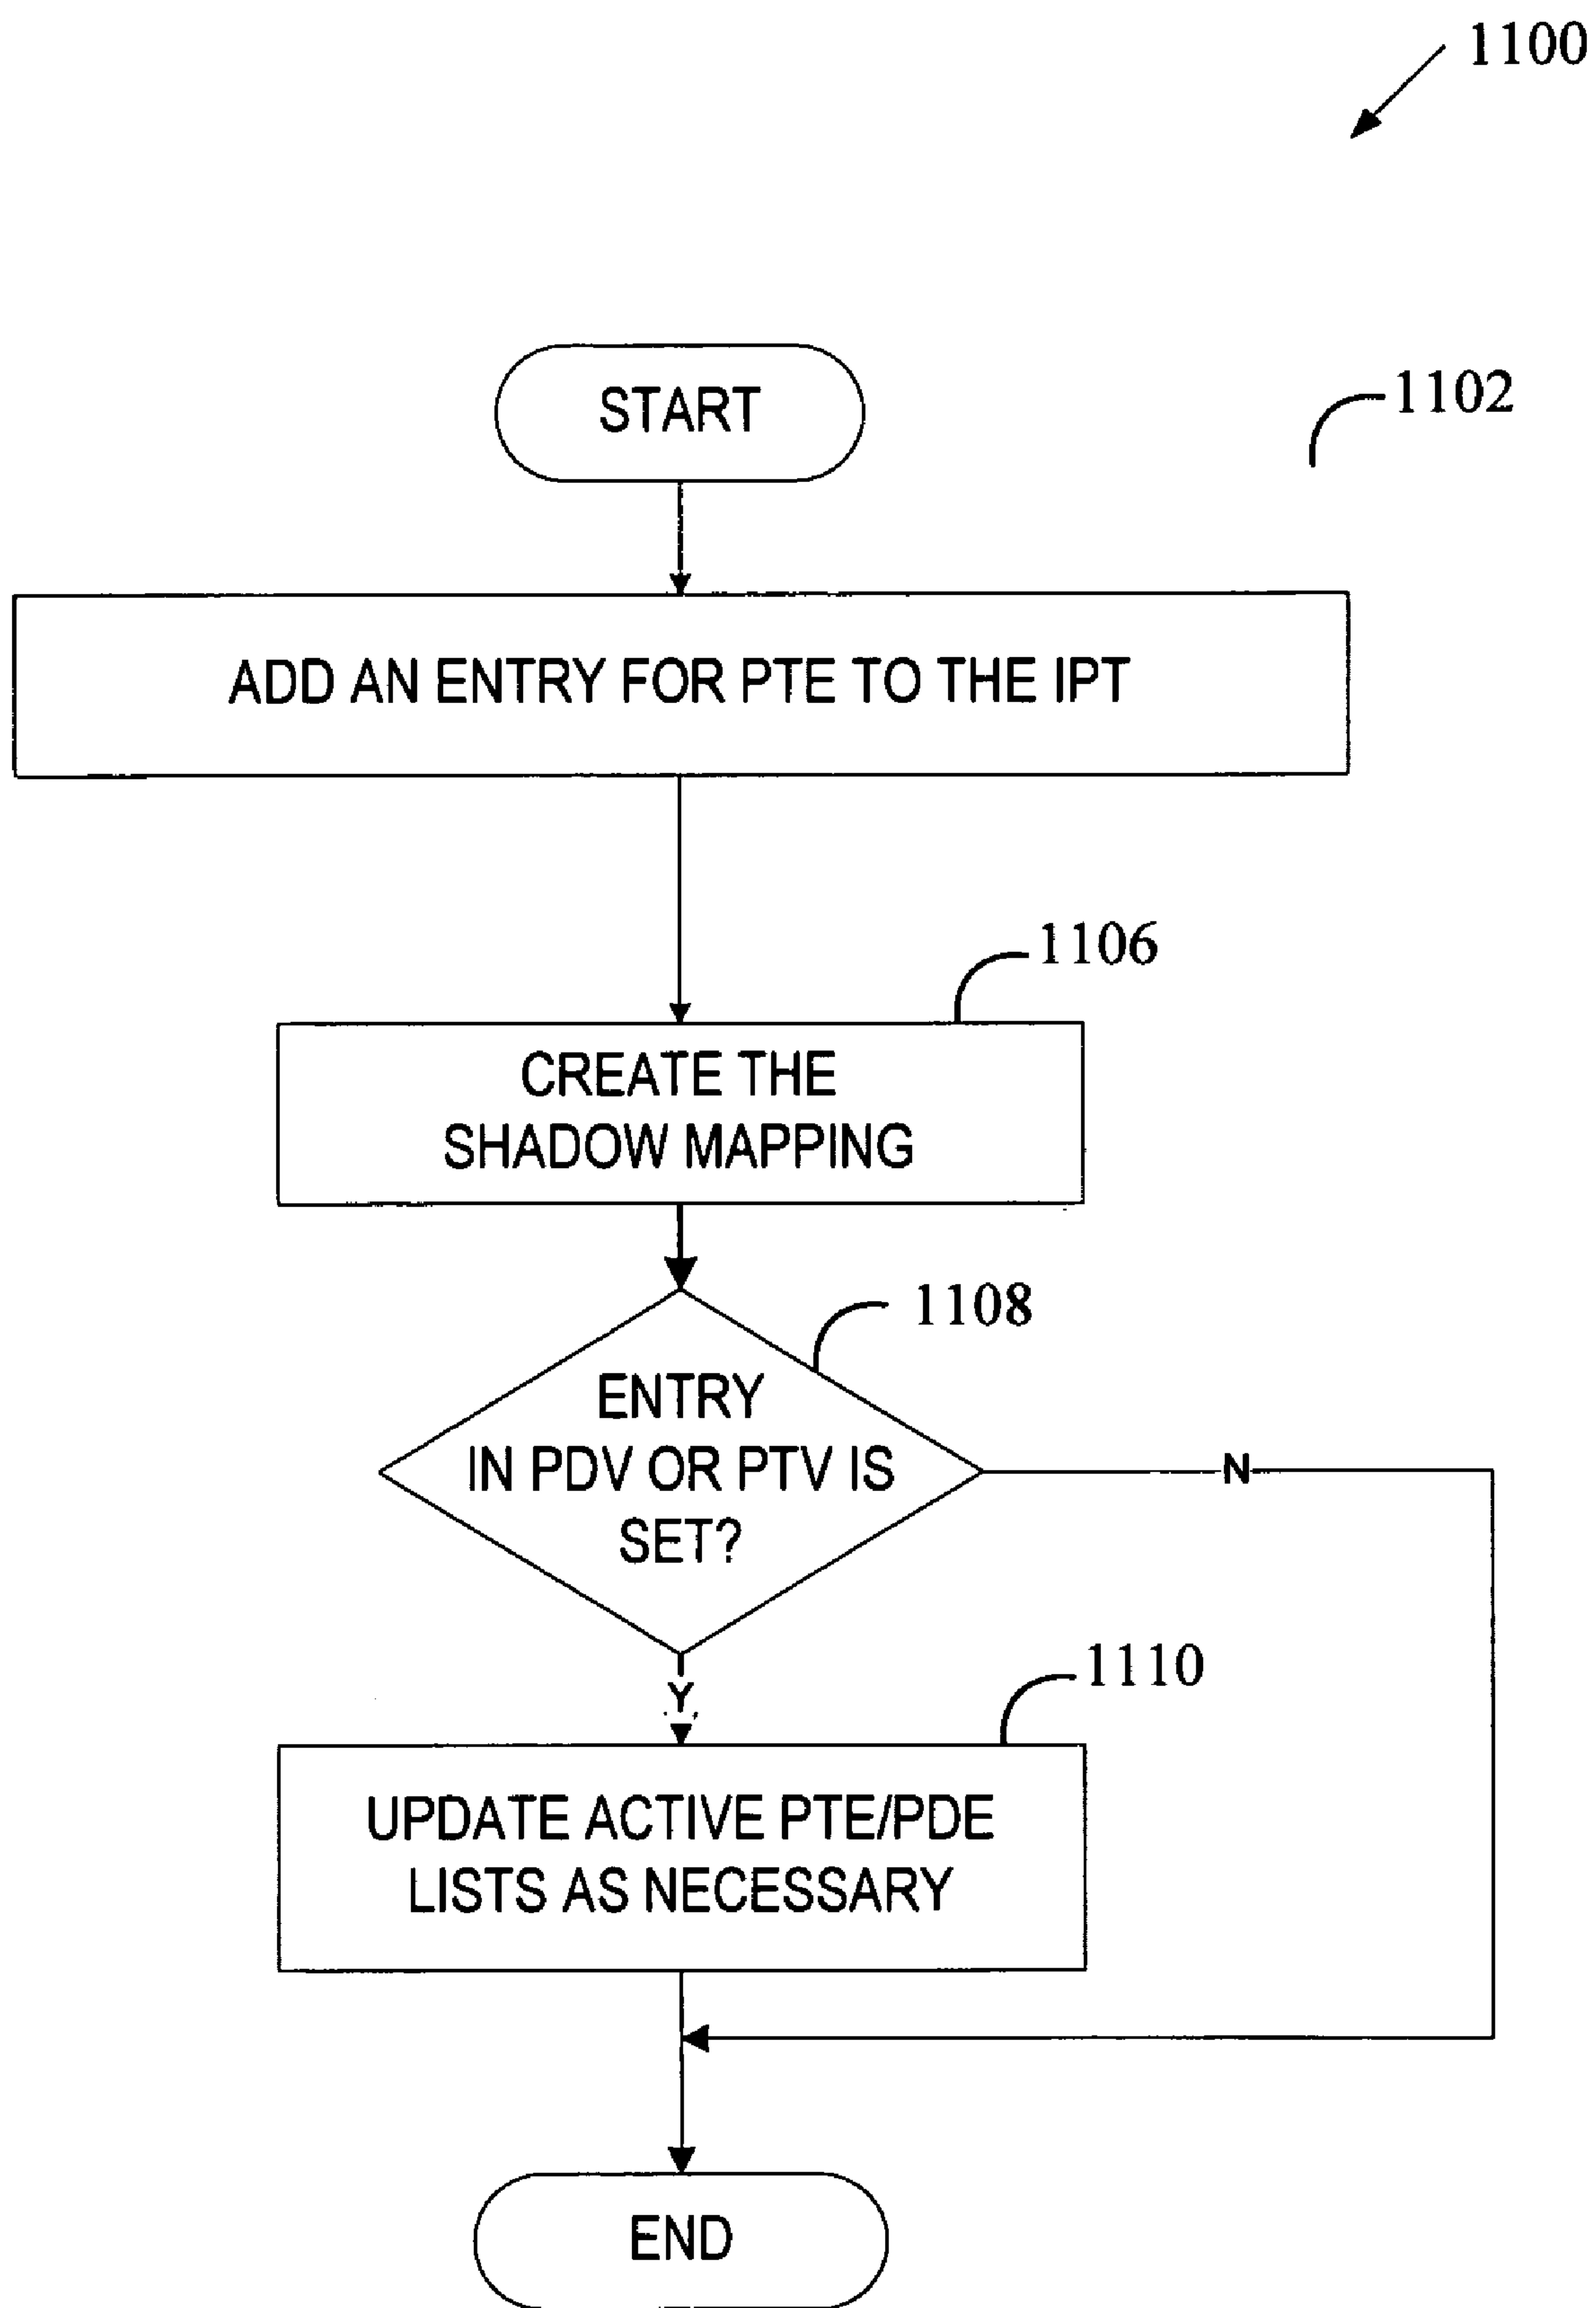 1100
START
1102
ADD AN ENTRY FOR PTE TO THE IPT
1106
CREATE THE
SHADOW MAPPING
1108
ENTRY
IN PDV OR PTV IS
SET?
N
Y
1110
UPDATE ACTIVE PTE/PDE
LISTS AS NECESSARY
END